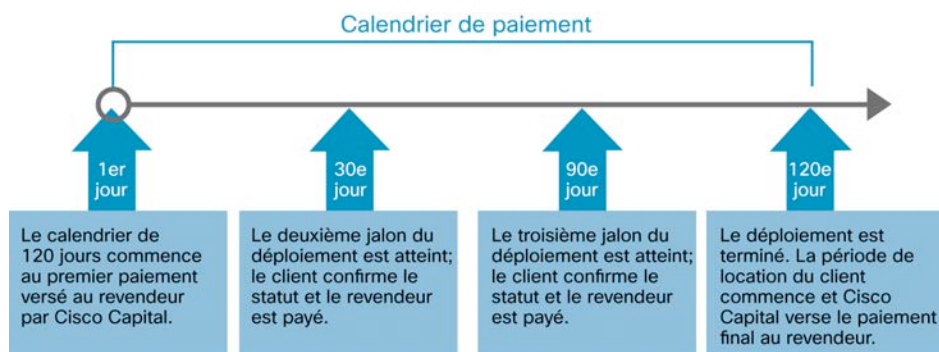 Calendrier de paiement
1er
jour
30e
jour
90e
jour
120e
jour
Le calendrier de
120 jours commence
au premier paiement
versé au revendeur
par Cisco Capital.
Le deuxième jalon du
déploiement est atteint;
le client confirme le
statut et le revendeur
est payé.
Le troisième jalon du
déploiement est atteint;
le client confirme le
statut et le revendeur
est payé.
Le déploiement est
terminé. La période de
location du client
commence et Cisco
Capital verse le paiement
final au revendeur.